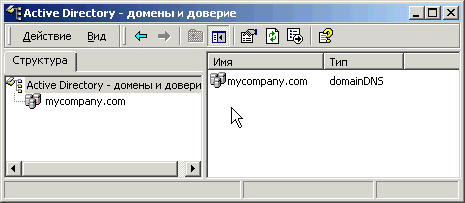 Active Directory - домены и доверие
Действие Вид
Структура
Active Directory - домены и довери
mycompany.com
Имя Тип
mycompany.com domainDNS